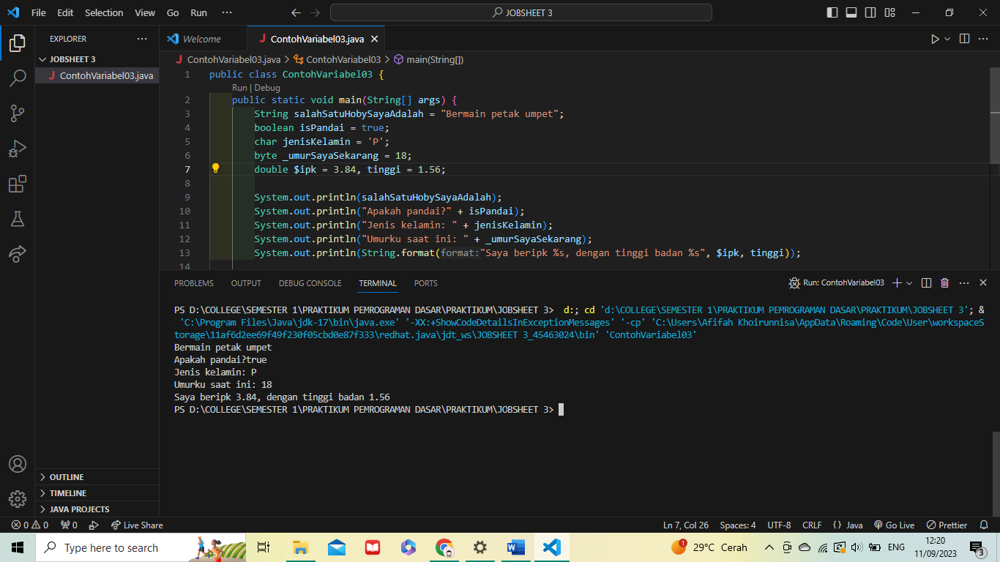 File Edit Selection View Go Run ··· JOBSHEET 3
EXPLORER ···
JOBSHEET 3
ContohVariabel03.java
OUTLINE
TIMELINE
JAVA PROJECTS
Welcome ContohVariabel03.java
ContohVariabel03.java > ContohVariabel03 > main(String[])
1 public class ContohVariabel03 {
Run | Debug
2 public static void main(String[] args) {
3 String salahSatuHobySayaAdalah = "Bermain petak umpet";
4 boolean isPandai = true;
5 char jenisKelamin = 'P';
6 byte _umurSayaSekarang = 18;
7 double $ipk = 3.84, tinggi = 1.56;
8
9 System.out.println(salahSatuHobySayaAdalah);
10 System.out.println("Apakah pandai?" + isPandai);
11 System.out.println("Jenis kelamin: " + jenisKelamin);
12 System.out.println("Umurku saat ini: " + _umurSayaSekarang);
13 System.out.println(String.format(format:"Saya beripk %s, dengan tinggi badan %s", $ipk, tinggi));
14
PROBLEMS OUTPUT DEBUG CONSOLE TERMINAL PORTS Run: ContohVariabel03
PS D:\COLLEGE\SEMESTER 1\PRAKTIKUM PEMROGRAMAN DASAR\PRAKTIKUM\JOBSHEET 3> d:; cd 'd:\COLLEGE\SEMESTER 1\PRAKTIKUM PEMROGRAMAN DASAR\PRAKTIKUM\JOBSHEET 3'; &
'C:\Program Files\Java\jdk-17\bin\java.exe' '-XX:+ShowCodeDetailsInExceptionMessages' '-cp' 'C:\Users\Afifah Khoirunnisa\AppData\Roaming\Code\User\workspaceS
torage\11af6d2ee69f49f230f05cbd0e87f333\redhat.java\jdt_ws\JOBSHEET 3_45463024\bin' 'ContohVariabel03'
Bermain petak umpet
Apakah pandai?true
Jenis kelamin: P
Umurku saat ini: 18
Saya beripk 3.84, dengan tinggi badan 1.56
PS D:\COLLEGE\SEMESTER 1\PRAKTIKUM PEMROGRAMAN DASAR\PRAKTIKUM\JOBSHEET 3>
0 0 0 Live Share Ln 7, Col 26 Spaces: 4 UTF-8 CRLF {} Java Go Live Prettier
Type here to search 1 29°C Cerah ENG 12:20
11/09/2023 3